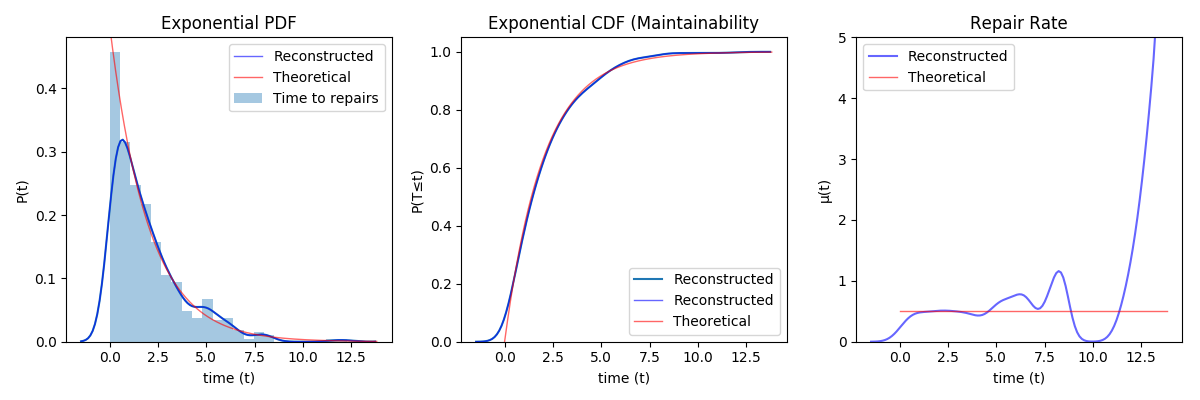 Exponential PDF
P(t)
0.4
0.3
0.2
0.1
0.0
0.0 2.5 5.0 7.5 10.0 12.5
time (t)
Reconstructed
Theoretical
Time to repairs
Exponential CDF (Maintainability
P(T≤t)
1.0
0.8
0.6
0.4
0.2
0.0
0.0 2.5 5.0 7.5 10.0 12.5
time (t)
Reconstructed
Reconstructed
Theoretical
Repair Rate
μ(t)
5
4
3
2
1
0
0.0 2.5 5.0 7.5 10.0 12.5
time (t)
Reconstructed
Theoretical